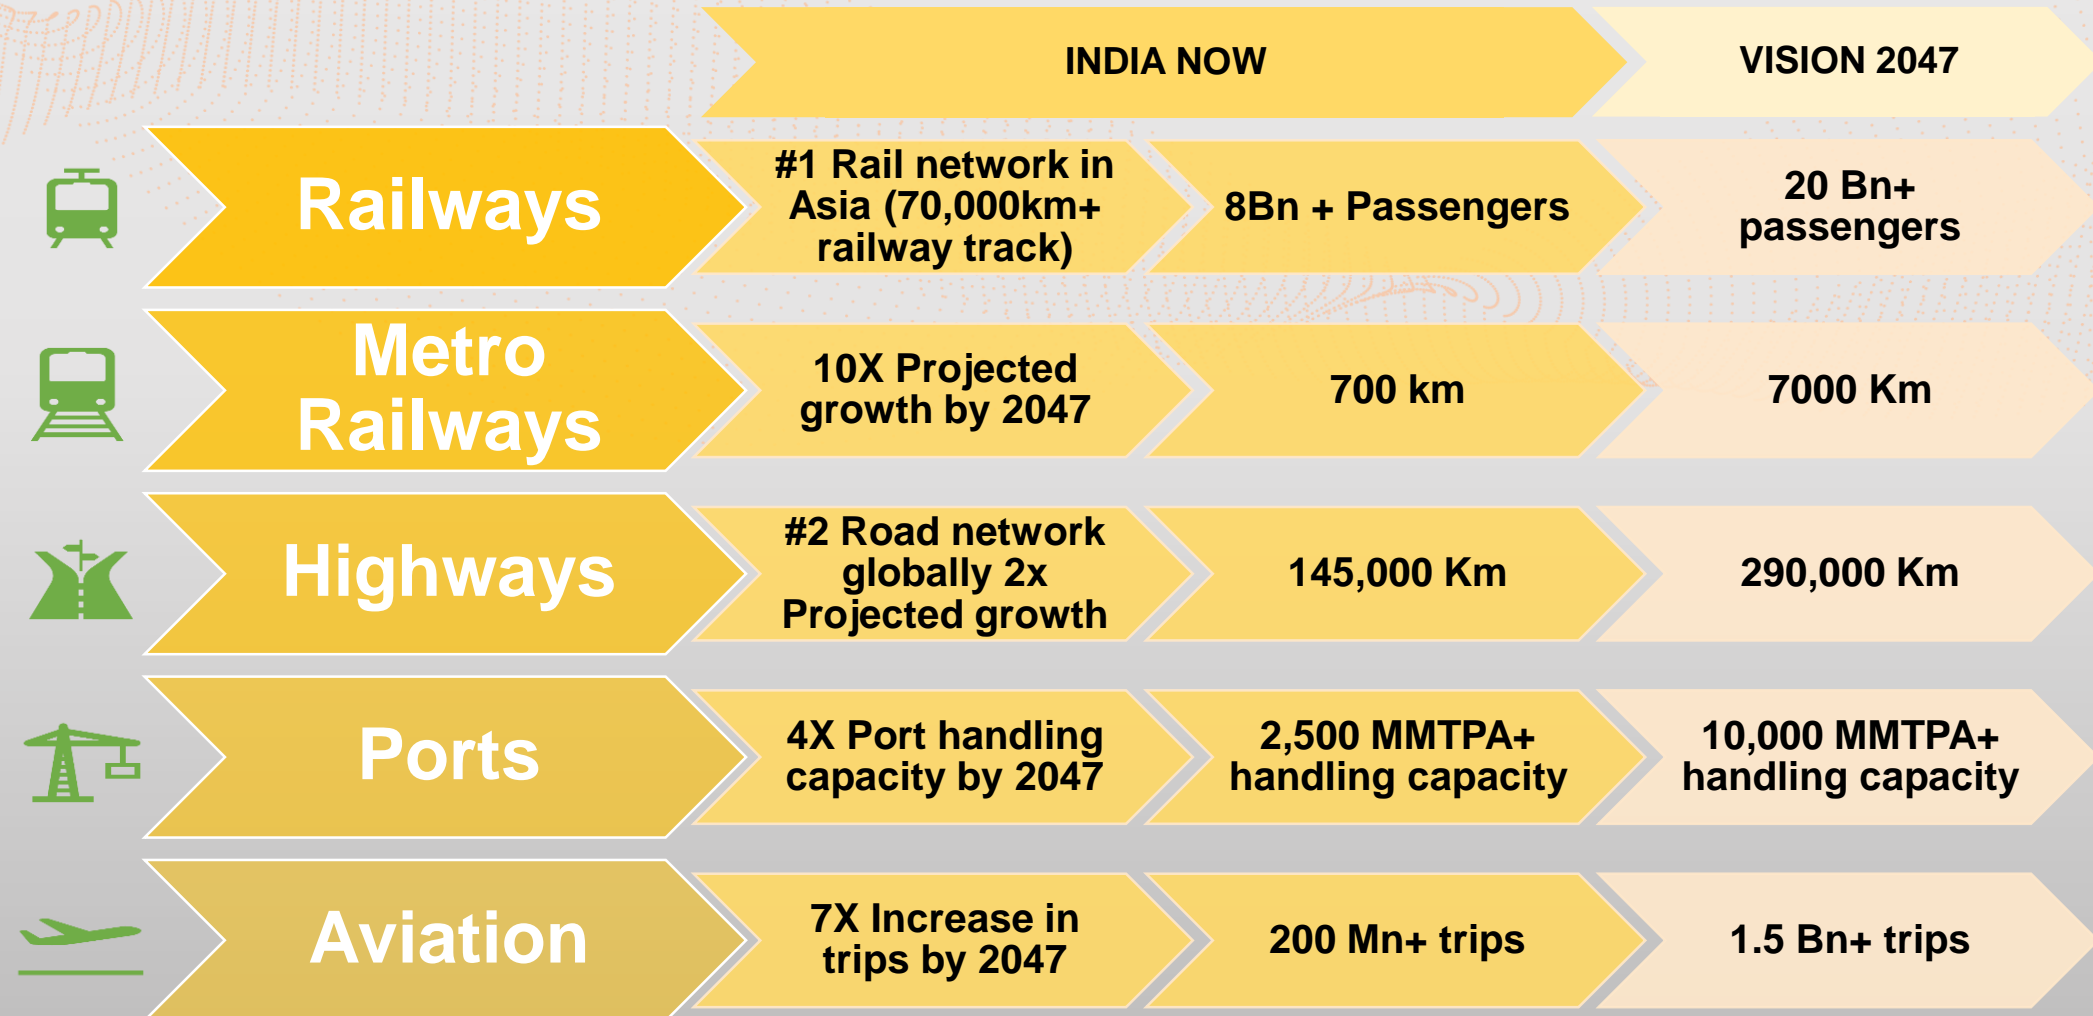 INDIA NOW
VISION 2047
Railways
#1 Rail network in
Asia (70,000km+
railway track)
8Bn + Passengers
20 Bn+
passengers
Metro
Railways
10X Projected
growth by 2047
700 km
7000 Km
Highways
#2 Road network
globally 2x
Projected growth
145,000 Km
290,000 Km
Ports
4X Port handling
capacity by 2047
2,500 MMTPA+
handling capacity
10,000 MMTPA+
handling capacity
Aviation
7X Increase in
trips by 2047
200 Mn+ trips
1.5 Bn+ trips